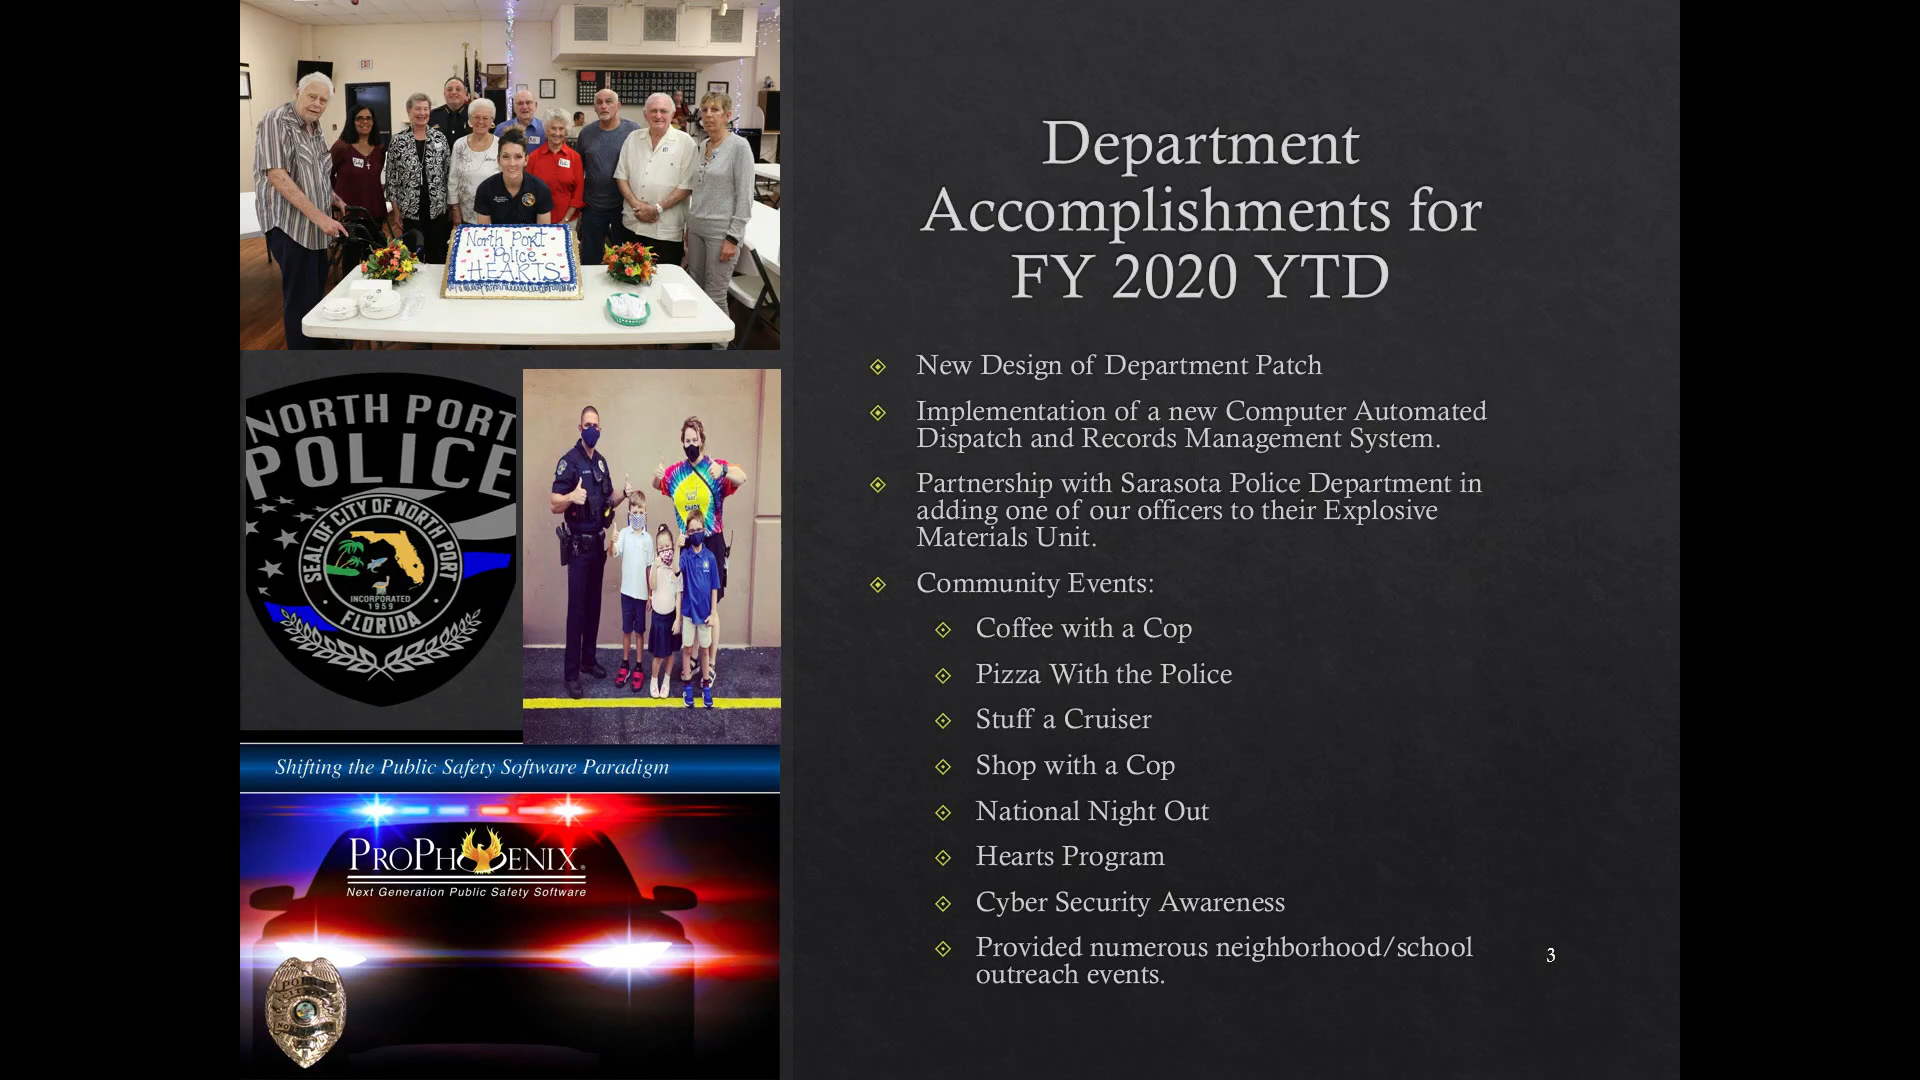 Department
Accomplishments for
FY 2020 YTD
New Design of Department Patch
Implementation of a new Computer Automated
Dispatch and Records Management System.
Partnership with Sarasota Police Department in
adding one of our officers to their Explosive
Materials Unit.
Community Events:
Coffee with a Cop
Pizza With the Police
Stuff a Cruiser
Shop with a Cop
National Night Out
Hearts Program
Cyber Security Awareness
Provided numerous neighborhood/school
outreach events.
3
North Port
Police
H.E.A.R.T.S
NORTH PORT
POLICE
SEAL OF CITY OF NORTH PORT
INCORPORATED
1959
FLORIDA
Shifting the Public Safety Software Paradigm
PROPHOENIX®
Next Generation Public Safety Software
POLICE